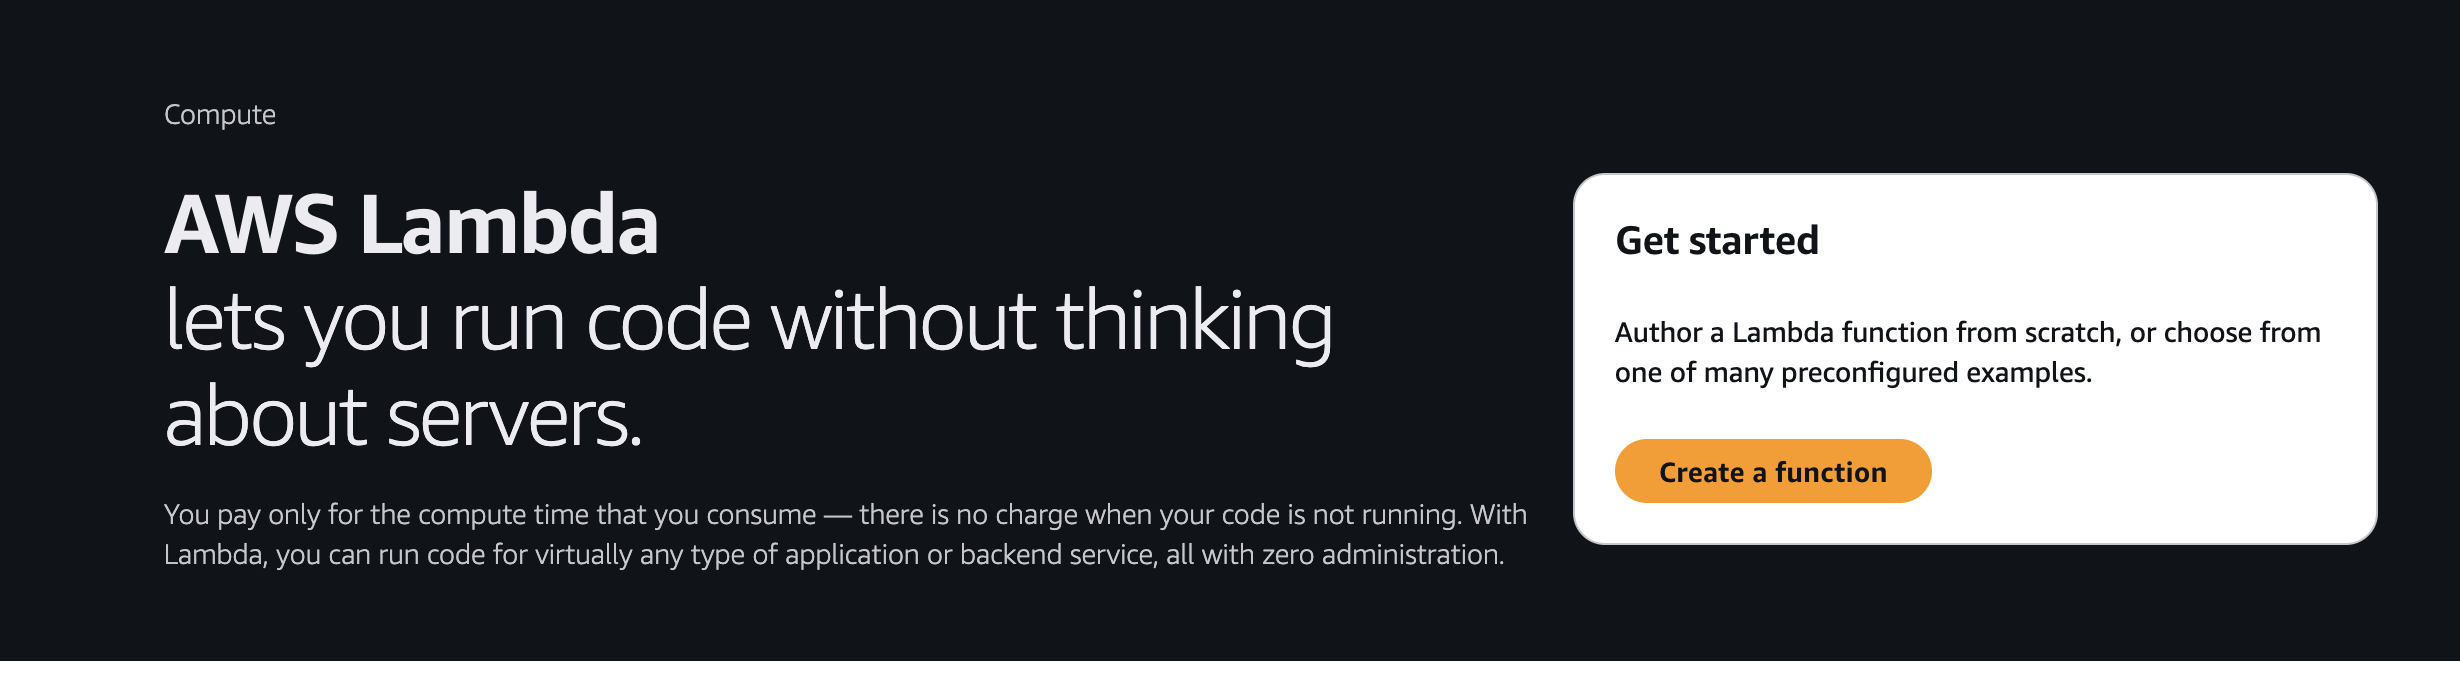 Compute
AWS Lambda
lets you run code without thinking
about servers.
You pay only for the compute time that you consume — there is no charge when your code is not running. With
Lambda, you can run code for virtually any type of application or backend service, all with zero administration.
Get started
Author a Lambda function from scratch, or choose from
one of many preconfigured examples.
Create a function